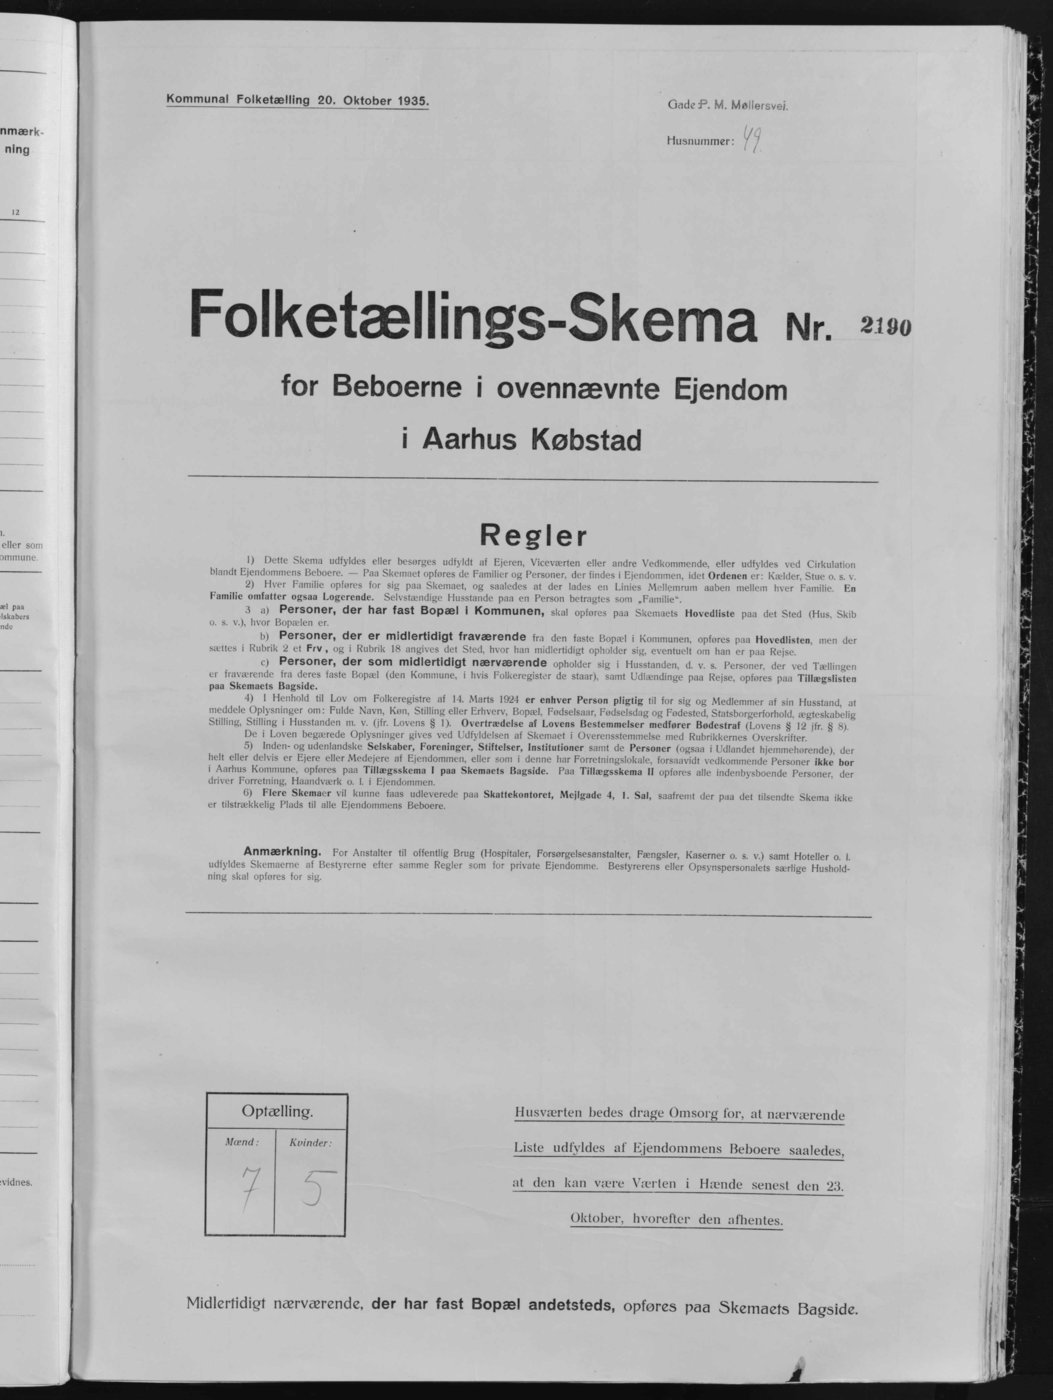 nmærk-
ning
12
eller som
ommune.
æl paa
elskabers
nde
vidnes.
Kommunal Folketælling 20. Oktober 1935.
Gade P. M. Møllersvej.
Husnummer: 49
Folketællings-Skema Nr. 2190
for Beboerne i ovennævnte Ejendom
i Aarhus Købstad
Regler
1) Dette Skema udfyldes eller besørges udfyldt af Ejeren, Viceværten eller andre Vedkommende, eller udfyldes ved Cirkulation
blandt Ejendommens Beboere. — Paa Skemaet opføres de Familier og Personer, der findes i Ejendommen, idet Ordenen er: Kælder, Stue o. s. v.
2) Hver Familie opføres for sig paa Skemaet, og saaledes at der lades en Linies Mellemrum aaben mellem hver Familie. En
Familie omfatter ogsaa Logerende. Selvstændige Husstande paa en Person betragtes som „Familie“.
3 a) Personer, der har fast Bopæl i Kommunen, skal opføres paa Skemaets Hovedliste paa det Sted (Hus, Skib
o. s. v.), hvor Bopælen er.
b) Personer, der er midlertidigt fraværende fra den faste Bopæl i Kommunen, opføres paa Hovedlisten, men der
sættes i Rubrik 2 et Frv, og i Rubrik 18 angives det Sted, hvor han midlertidigt opholder sig, eventuelt om han er paa Rejse.
c) Personer, der som midlertidigt nærværende opholder sig i Husstanden, d. v. s. Personer, der ved Tællingen
er fraværende fra deres faste Bopæl (den Kommune, i hvis Folkeregister de staar), samt Udlændinge paa Rejse, opføres paa Tillægslisten
paa Skemaets Bagside.
4) I Henhold til Lov om Folkeregistre af 14. Marts 1924 er enhver Person pligtig til for sig og Medlemmer af sin Husstand, at
meddele Oplysninger om: Fulde Navn, Køn, Stilling eller Erhverv, Bopæl, Fødselsaar, Fødselsdag og Fødested, Statsborgerforhold, ægteskabelig
Stilling, Stilling i Husstanden m. v. (jfr. Lovens § 1). Overtrædelse af Lovens Bestemmelser medfører Bødestraf (Lovens § 12 jfr. § 8).
De i Loven begærede Oplysninger gives ved Udfyldelsen af Skemaet i Overensstemmelse med Rubrikkernes Overskrifter.
5) Inden- og udenlandske Selskaber, Foreninger, Stiftelser, Institutioner samt de Personer (ogsaa i Udlandet hjemmehørende), der
helt eller delvis er Ejere eller Medejere af Ejendommen, eller som i denne har Forretningslokale, forsaavidt vedkommende Personer ikke bor
i Aarhus Kommune, opføres paa Tillægsskema I paa Skemaets Bagside. Paa Tillægsskema II opføres alle indenbysboende Personer, der
driver Forretning, Haandværk o. l. i Ejendommen.
6) Flere Skemaer vil kunne faas udleverede paa Skattekontoret, Mejlgade 4, 1. Sal, saafremt der paa det tilsendte Skema ikke
er tilstrækkelig Plads til alle Ejendommens Beboere.
Anmærkning. For Anstalter til offentlig Brug (Hospitaler, Forsørgelsesanstalter, Fængsler, Kaserner o. s. v.) samt Hoteller o. l.
udfyldes Skemaerne af Bestyrerne efter samme Regler som for private Ejendomme. Bestyrerens eller Opsynspersonalets særlige Hushold-
ning skal opføres for sig.
Optælling.
Mænd: Kvinder:
7 5
Husværten bedes drage Omsorg for, at nærværende
Liste udfyldes af Ejendommens Beboere saaledes,
at den kan være Værten i Hænde senest den 23.
Oktober, hvorefter den afhentes.
Midlertidigt nærværende, der har fast Bopæl andetsteds, opføres paa Skemaets Bagside.